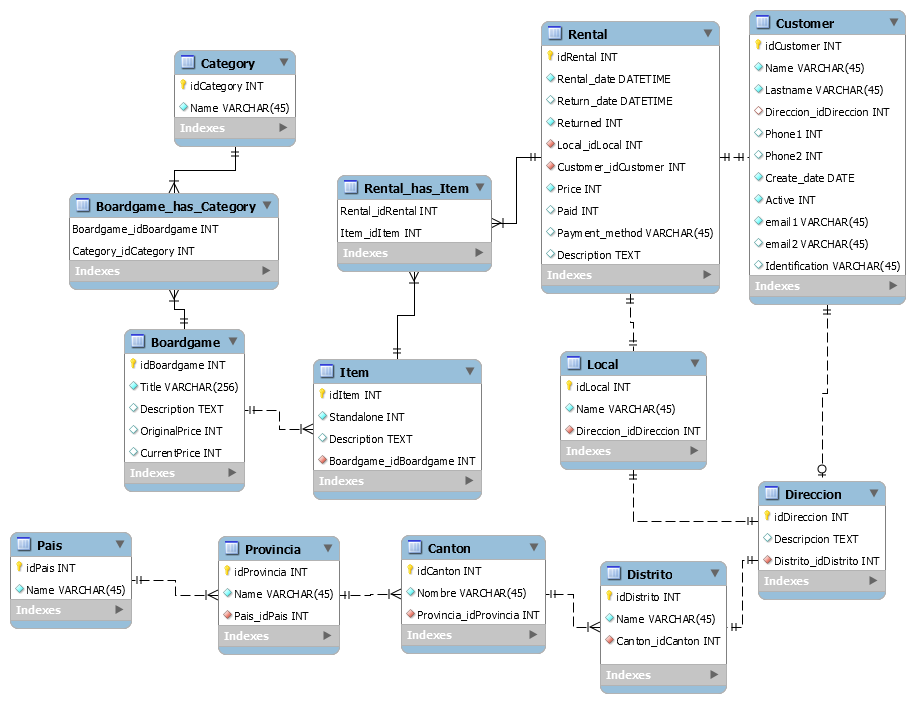 Category
idCategory INT
Name VARCHAR(45)
Indexes
Boardgame_has_Category
Boardgame_idBoardgame INT
Category_idCategory INT
Indexes
Boardgame
idBoardgame INT
Title VARCHAR(256)
Description TEXT
OriginalPrice INT
CurrentPrice INT
Indexes
Rental_has_Item
Rental_idRental INT
Item_idItem INT
Indexes
Item
idItem INT
Standalone INT
Description TEXT
Boardgame_idBoardgame INT
Indexes
Rental
idRental INT
Rental_date DATETIME
Return_date DATETIME
Returned INT
Local_idLocal INT
Customer_idCustomer INT
Price INT
Paid INT
Payment_method VARCHAR(45)
Description TEXT
Indexes
Customer
idCustomer INT
Name VARCHAR(45)
Lastname VARCHAR(45)
Direccion_idDireccion INT
Phone1 INT
Phone2 INT
Create_date DATE
Active INT
email1 VARCHAR(45)
email2 VARCHAR(45)
Identification VARCHAR(45)
Indexes
Local
idLocal INT
Name VARCHAR(45)
Direccion_idDireccion INT
Indexes
Direccion
idDireccion INT
Descripcion TEXT
Distrito_idDistrito INT
Indexes
Pais
idPais INT
Name VARCHAR(45)
Indexes
Provincia
idProvincia INT
Name VARCHAR(45)
Pais_idPais INT
Indexes
Canton
idCanton INT
Nombre VARCHAR(45)
Provincia_idProvincia INT
Indexes
Distrito
idDistrito INT
Name VARCHAR(45)
Canton_idCanton INT
Indexes